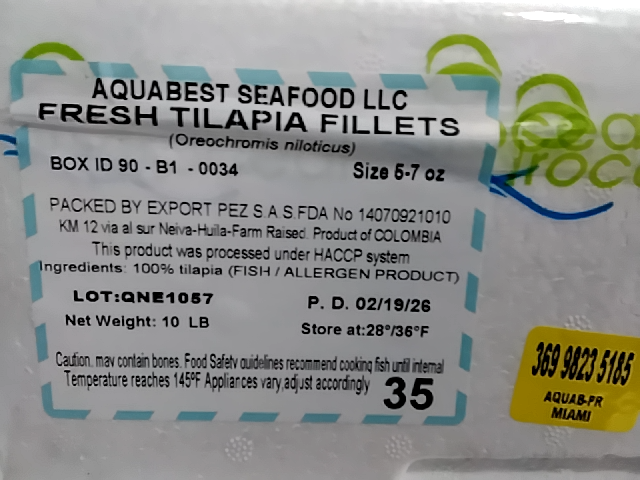 AQUABEST SEAFOOD LLC
FRESH TILAPIA FILLETS
(Oreochromis niloticus)
BOX ID 90 - B1 - 0034 Size 5-7 oz
PACKED BY EXPORT PEZ S.A S.FDA No 14070921010
KM 12 via al sur Neiva-Huila-Farm Raised. Product of COLOMBIA
This product was processed under HACCP system
Ingredients: 100% tilapia (FISH / ALLERGEN PRODUCT)
LOT:QNE1057 P. D. 02/19/26
Net Weight: 10 LB Store at:28°/36°F
Caution. may contain bones. Food Safety guidelines recommend cooking fish until internal
Temperature reaches 145°F Appliances vary,adjust accordingly 35
369 9823 5185
AQUAB-PR
MIAMI